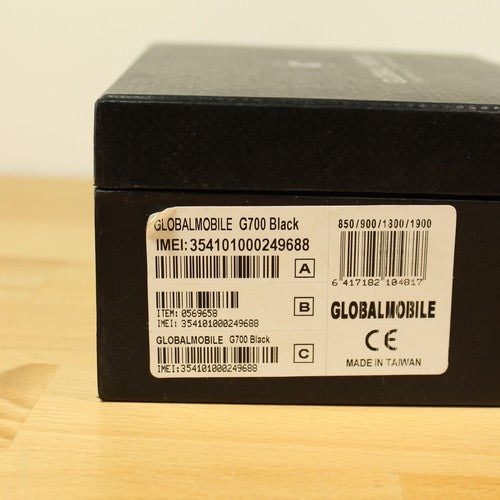 GLOBALMOBILE G700 Black
IMEI: 354101000249688
A
ITEM: 0569658
IMEI: 354101000249688
B
GLOBALMOBILE G700 Black
IMEI:354101000249688
C
850/900/1800/1900
6 417182 104817
GLOBALMOBILE
CE
MADE IN TAIWAN